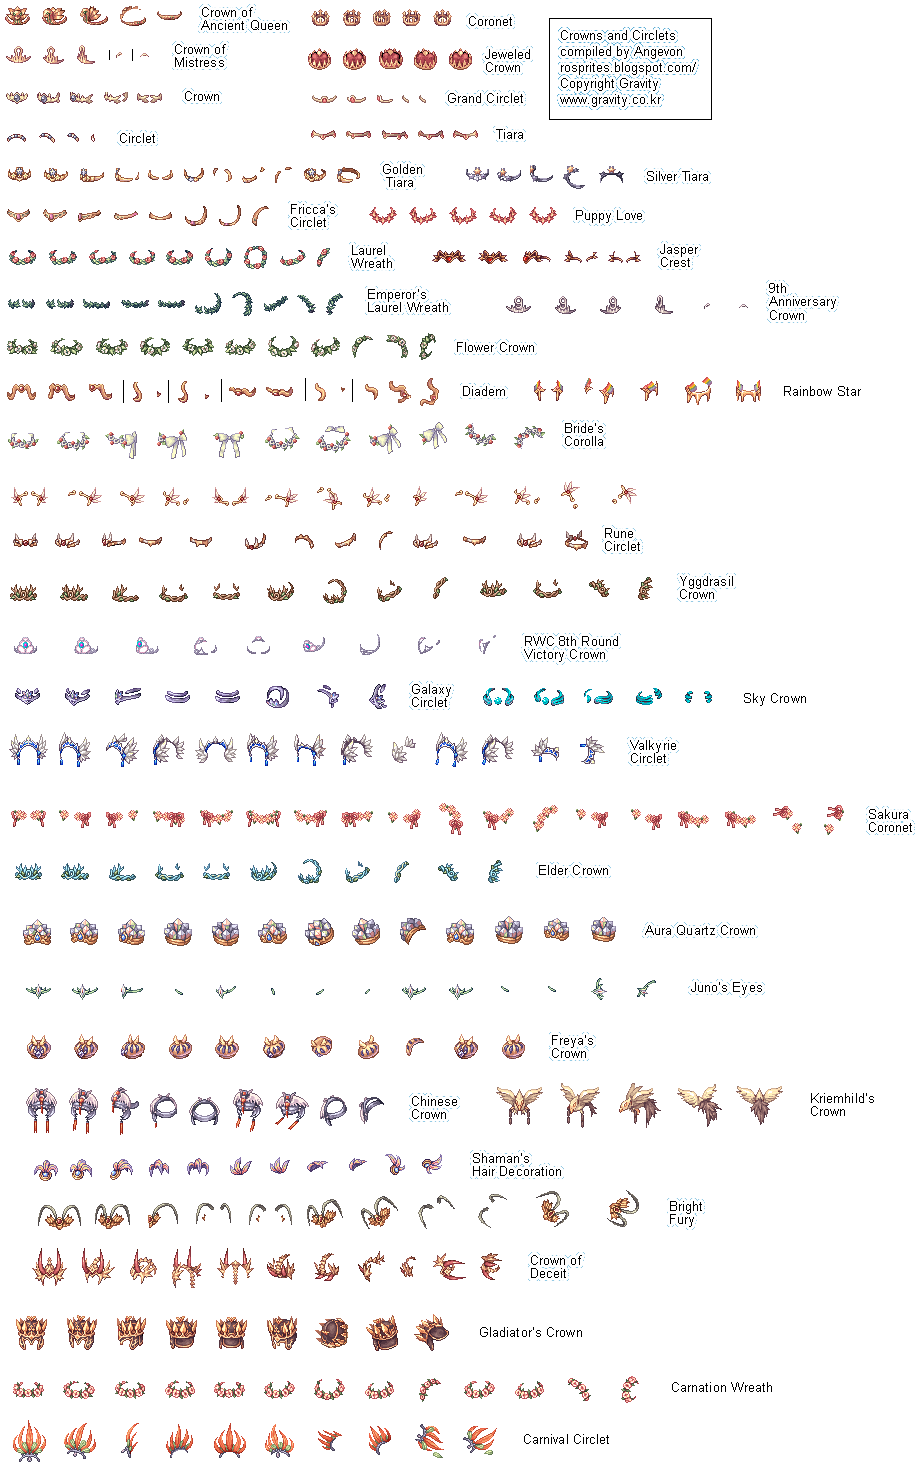 Crown of
Ancient Queen
Coronet
Crowns and Circlets
compiled by Angevon
rosprites.blogspot.com/
Copyright Gravity
www.gravity.co.kr
Crown of
Mistress
Jeweled
Crown
Crown
Grand Circlet
Circlet
Tiara
Golden
Tiara
Silver Tiara
Fricca's
Circlet
Puppy Love
Laurel
Wreath
Jasper
Crest
Emperor's
Laurel Wreath
9th
Anniversary
Crown
Flower Crown
Diadem
Rainbow Star
Bride's
Corolla
Rune
Circlet
Yggdrasil
Crown
RWC 8th Round
Victory Crown
Galaxy
Circlet
Sky Crown
Valkyrie
Circlet
Sakura
Coronet
Elder Crown
Aura Quartz Crown
Juno's Eyes
Freya's
Crown
Chinese
Crown
Kriemhild's
Crown
Shaman's
Hair Decoration
Bright
Fury
Crown of
Deceit
Gladiator's Crown
Carnation Wreath
Carnival Circlet